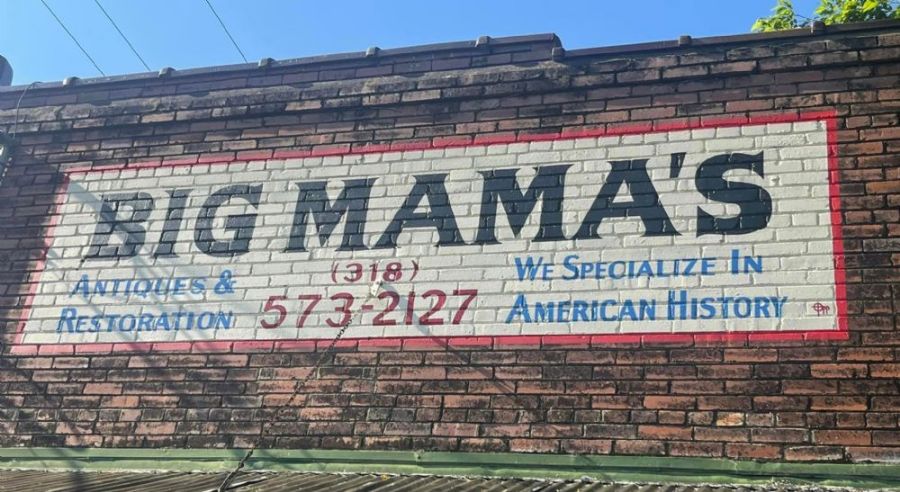 BIG MAMA'S
ANTIQUES &
RESTORATION
(318)
573-2127
WE SPECIALIZE IN
AMERICAN HISTORY